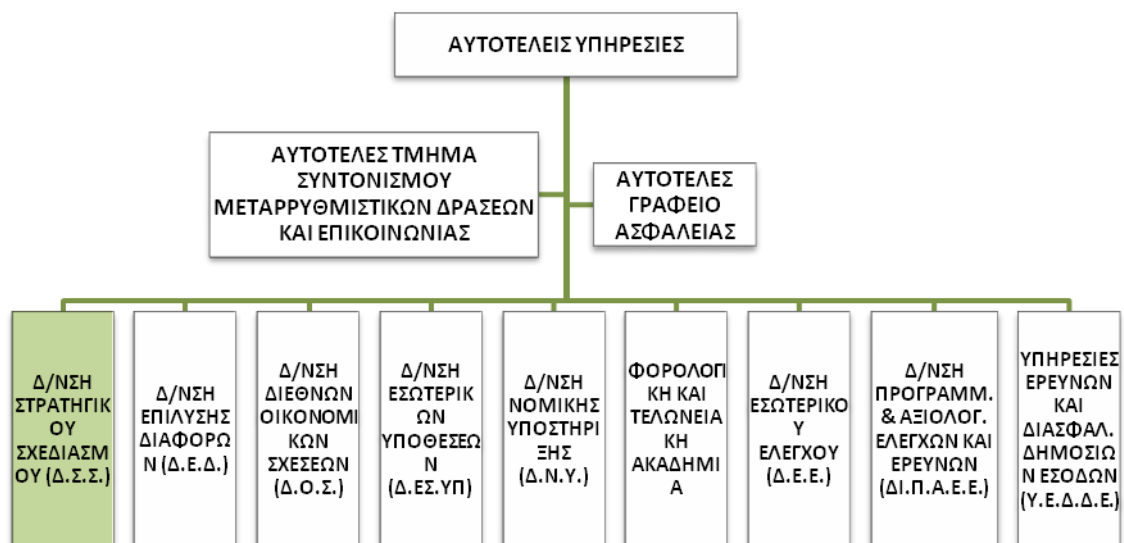 ΑΥΤΟΤΕΛΕΙΣ ΥΠΗΡΕΣΙΕΣ
ΑΥΤΟΤΕΛΕΣ ΤΜΗΜΑ
ΣΥΝΤΟΝΙΣΜΟΥ
ΜΕΤΑΡΡΥΘΜΙΣΤΙΚΩΝ ΔΡΑΣΕΩΝ
ΚΑΙ ΕΠΙΚΟΙΝΩΝΙΑΣ
ΑΥΤΟΤΕΛΕΣ
ΓΡΑΦΕΙΟ
ΑΣΦΑΛΕΙΑΣ
Δ/ΝΣΗ
ΣΤΡΑΤΗΓΙΚ
ΟΥ
ΣΧΕΔΙΑΣΜ
ΟΥ (Δ.Σ.Σ.)
Δ/ΝΣΗ
ΕΠΙΛΥΣΗΣ
ΔΙΑΦΟΡΩ
Ν (Δ.Ε.Δ.)
Δ/ΝΣΗ
ΔΙΕΘΝΩΝ
ΟΙΚΟΝΟΜΙ
ΚΩΝ
ΣΧΕΣΕΩΝ
(Δ.Ο.Σ.)
Δ/ΝΣΗ
ΕΣΩΤΕΡΙΚ
ΩΝ
ΥΠΟΘΕΣΕΩ
Ν
(Δ.ΕΣ.ΥΠ)
Δ/ΝΣΗ
ΝΟΜΙΚΗΣ
ΥΠΟΣΤΗΡΙ
ΞΗΣ
(Δ.Ν.Υ.)
ΦΟΡΟΛΟΓΙ
ΚΗ ΚΑΙ
ΤΕΛΩΝΕΙΑ
ΚΗ
ΑΚΑΔΗΜΙ
Α
Δ/ΝΣΗ
ΕΣΩΤΕΡΙΚΟ
Υ
ΕΛΕΓΧΟΥ
(Δ.Ε.Ε.)
Δ/ΝΣΗ
ΠΡΟΓΡΑΜΜ.
& ΑΞΙΟΛΟΓ.
ΕΛΕΓΧΩΝ ΚΑΙ
ΕΡΕΥΝΩΝ
(ΔΙ.Π.Α.Ε.Ε.)
ΥΠΗΡΕΣΙΕΣ
ΕΡΕΥΝΩΝ
ΚΑΙ
ΔΙΑΣΦΑΛ.
ΔΗΜΟΣΙΩ
Ν ΕΣΟΔΩΝ
(Υ.Ε.Δ.Δ.Ε.)